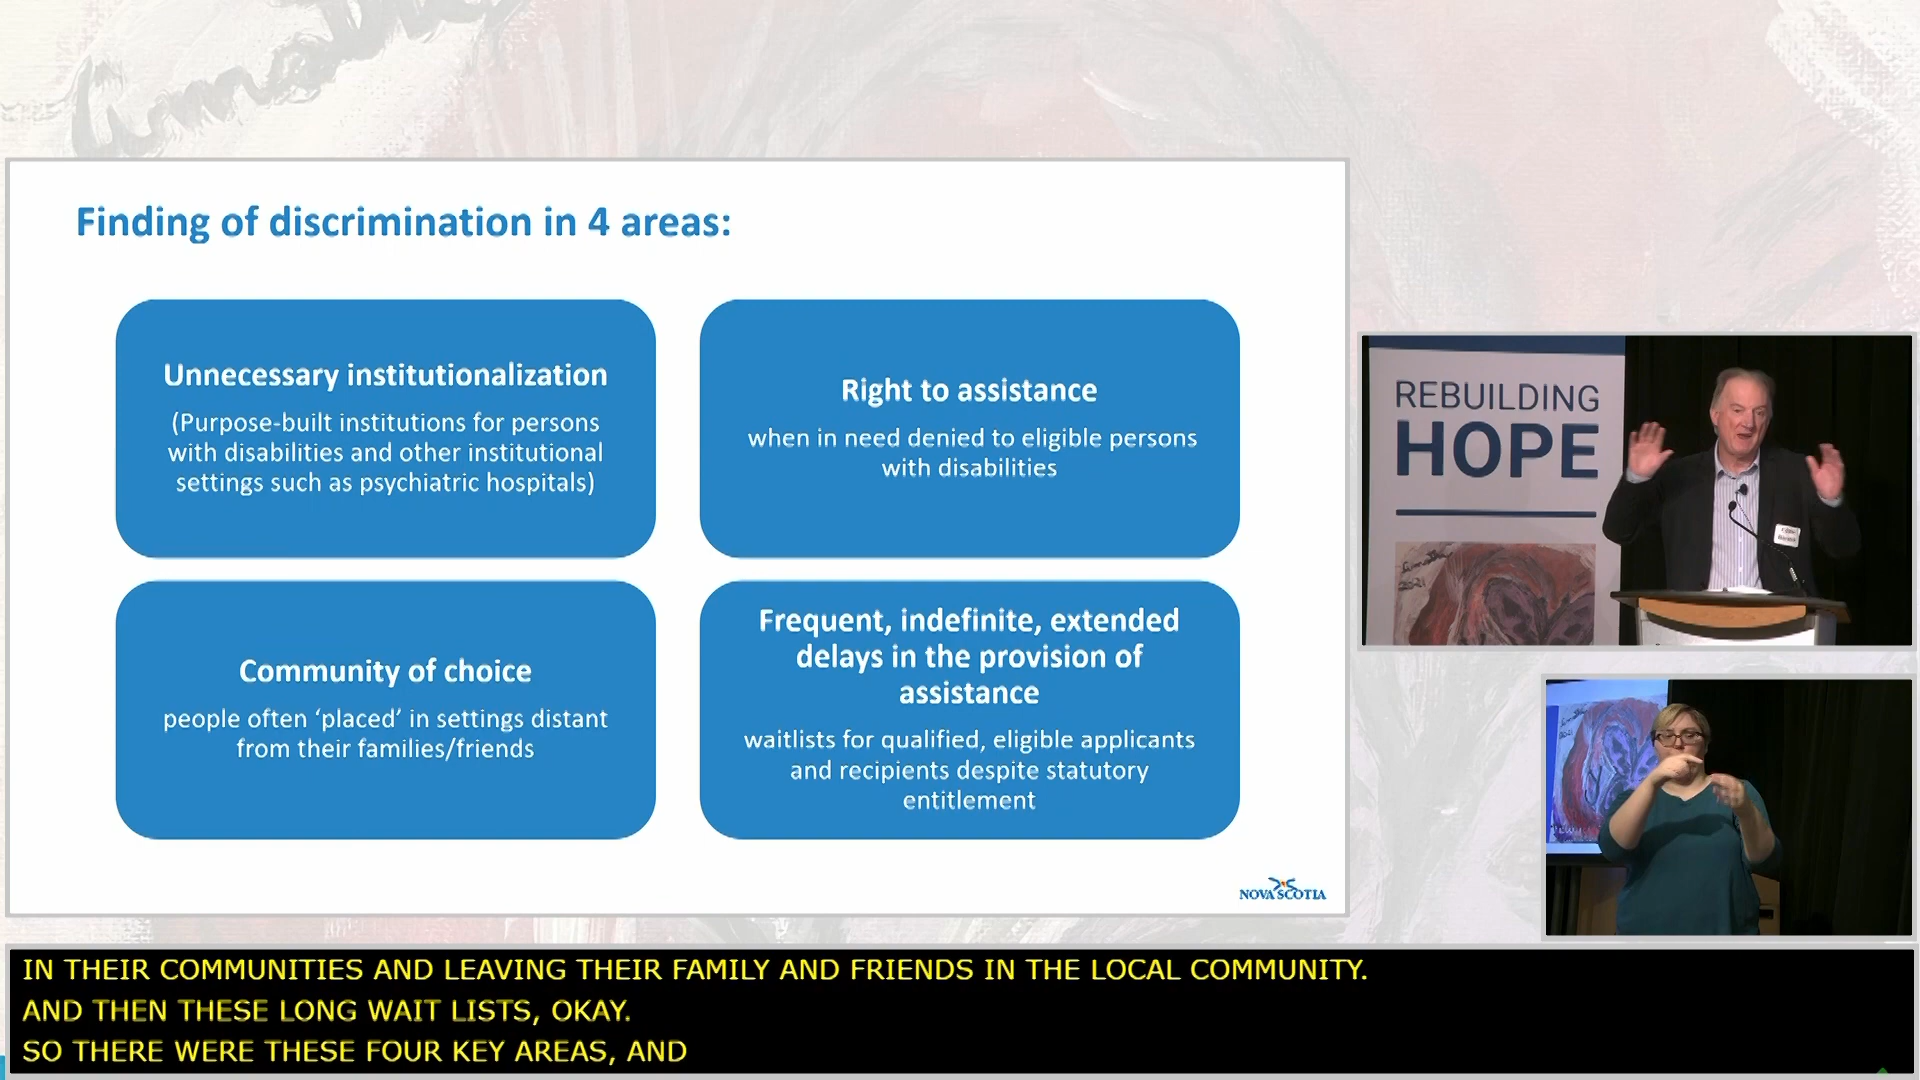 Finding of discrimination in 4 areas:
Unnecessary institutionalization
(Purpose-built institutions for persons
with disabilities and other institutional
settings such as psychiatric hospitals)
Right to assistance
when in need denied to eligible persons
with disabilities
Community of choice
people often ‘placed’ in settings distant
from their families/friends
Frequent, indefinite, extended
delays in the provision of
assistance
waitlists for qualified, eligible applicants
and recipients despite statutory
entitlement
NOVA SCOTIA
REBUILDING
HOPE
IN THEIR COMMUNITIES AND LEAVING THEIR FAMILY AND FRIENDS IN THE LOCAL COMMUNITY.
AND THEN THESE LONG WAIT LISTS, OKAY.
SO THERE WERE THESE FOUR KEY AREAS, AND